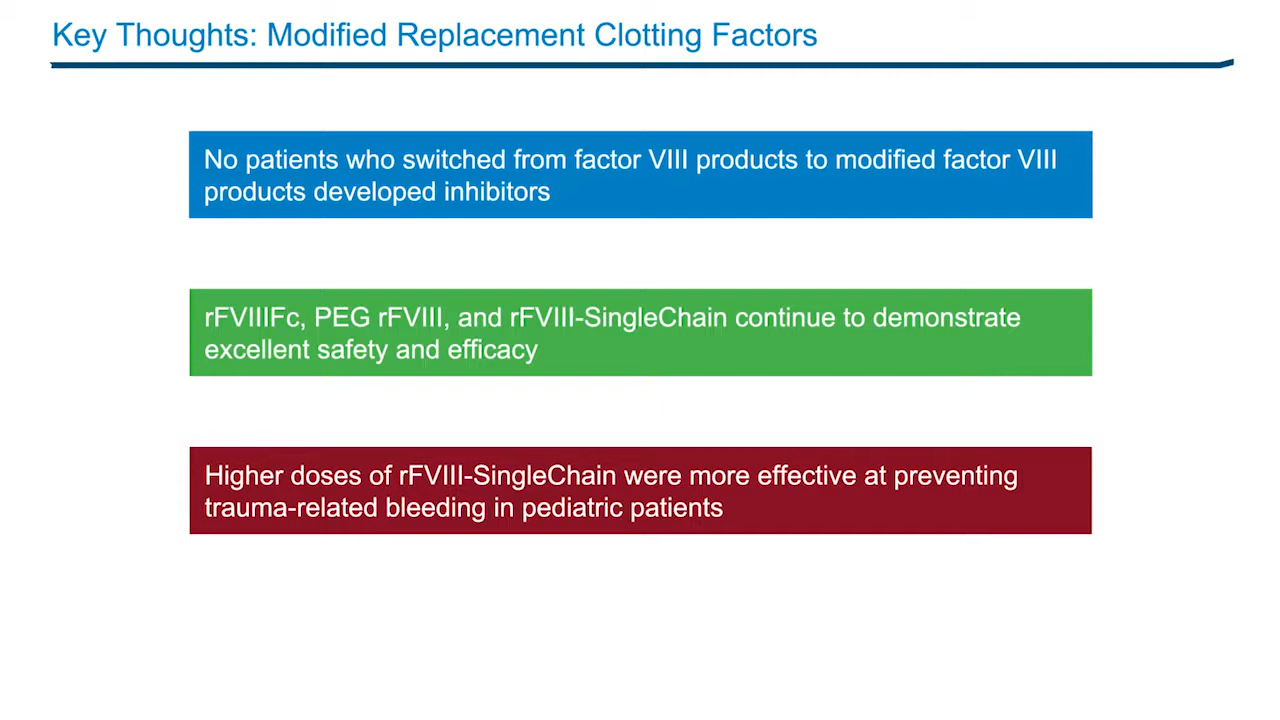 Key Thoughts: Modified Replacement Clotting Factors
No patients who switched from factor VIII products to modified factor VIII
products developed inhibitors
rFVIIIFc, PEG rFVIII, and rFVIII-SingleChain continue to demonstrate
excellent safety and efficacy
Higher doses of rFVIII-SingleChain were more effective at preventing
trauma-related bleeding in pediatric patients